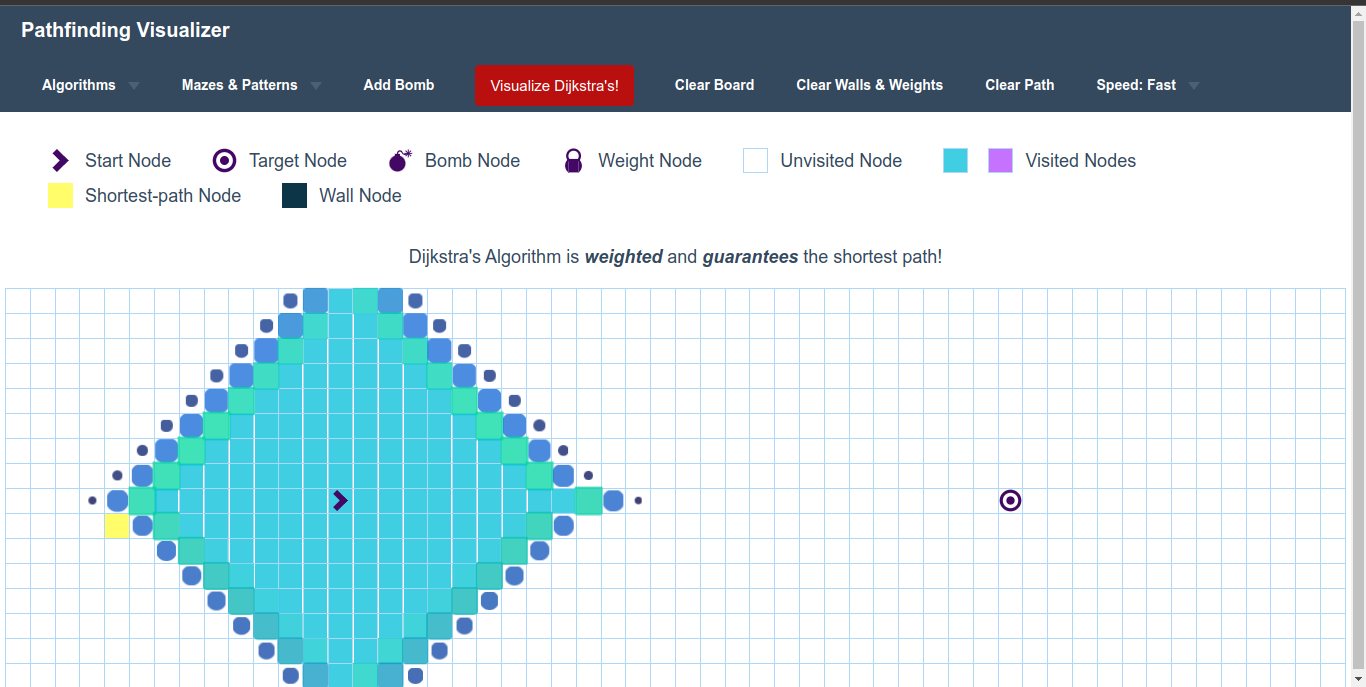 Pathfinding Visualizer
Algorithms Mazes & Patterns Add Bomb Visualize Dijkstra's! Clear Board Clear Walls & Weights Clear Path Speed: Fast
Start Node Target Node Bomb Node Weight Node Unvisited Node Visited Nodes
Shortest-path Node Wall Node
Dijkstra's Algorithm is weighted and guarantees the shortest path!